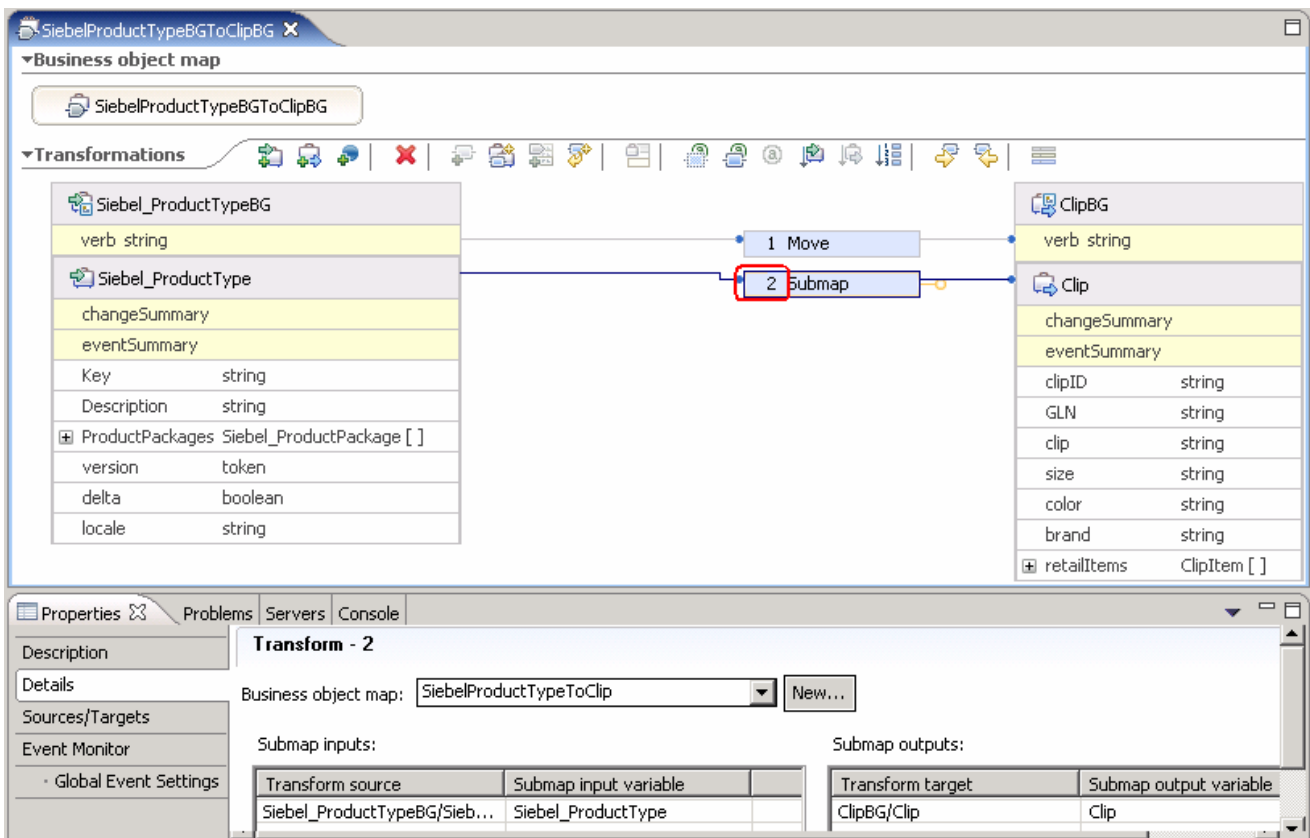 SiebelProductTypeBGToClipBG
Business object map
SiebelProductTypeBGToClipBG
Transformations
Siebel_ProductTypeBG
verb string
Siebel_ProductType
changeSummary
eventSummary
Key string
Description string
ProductPackages Siebel_ProductPackage [ ]
version token
delta boolean
locale string
1 Move
2 Submap
ClipBG
verb string
Clip
changeSummary
eventSummary
clipID string
GLN string
clip string
size string
color string
brand string
retailItems ClipItem [ ]
Properties Problems Servers Console
Description
Details
Sources/Targets
Event Monitor
Global Event Settings
Transform - 2
Business object map: SiebelProductTypeToClip New...
Submap inputs:
Transform source Submap input variable
Siebel_ProductTypeBG/Sieb... Siebel_ProductType
Submap outputs:
Transform target Submap output variable
ClipBG/Clip Clip